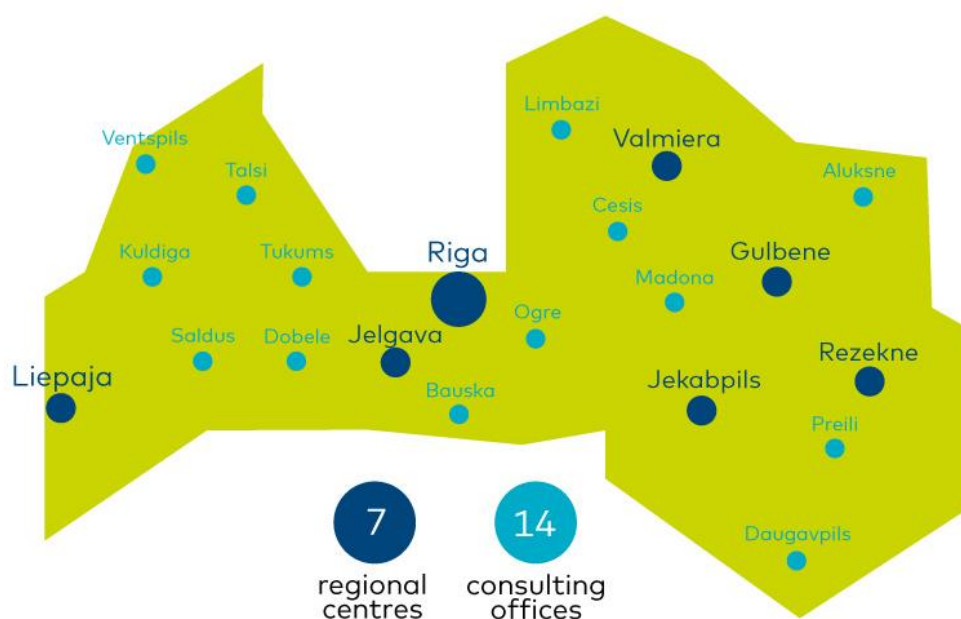 Limbazi
Ventspils
Valmiera
Talsi
Aluksne
Cesis
Kuldiga
Tukums
Riga
Gulbene
Madona
Ogre
Saldus
Dobele
Jelgava
Rezekne
Liepaja
Jekabpils
Bauska
Preili
7
14
regional
centres
consulting
offices
Daugavpils